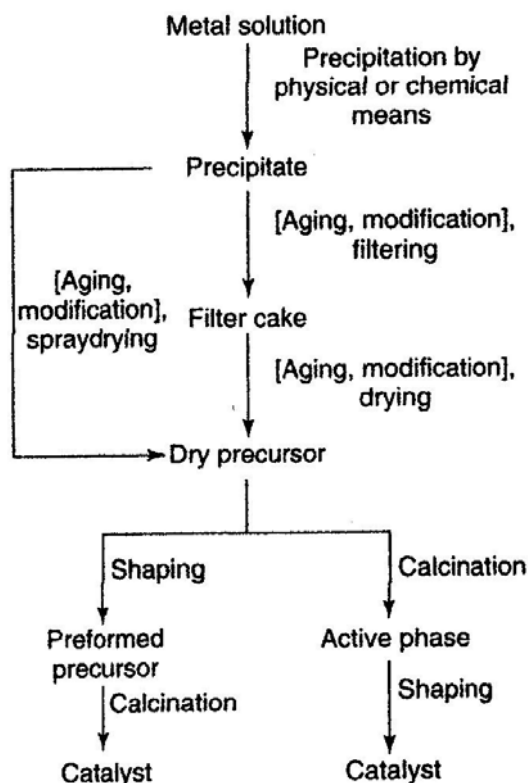 Metal solution
Precipitation by
physical or chemical
means
Precipitate
[Aging, modification],
filtering
[Aging,
modification],
spraydrying
Filter cake
[Aging, modification],
drying
Dry precursor
Shaping
Calcination
Preformed
precursor
Active phase
Calcination
Shaping
Catalyst
Catalyst